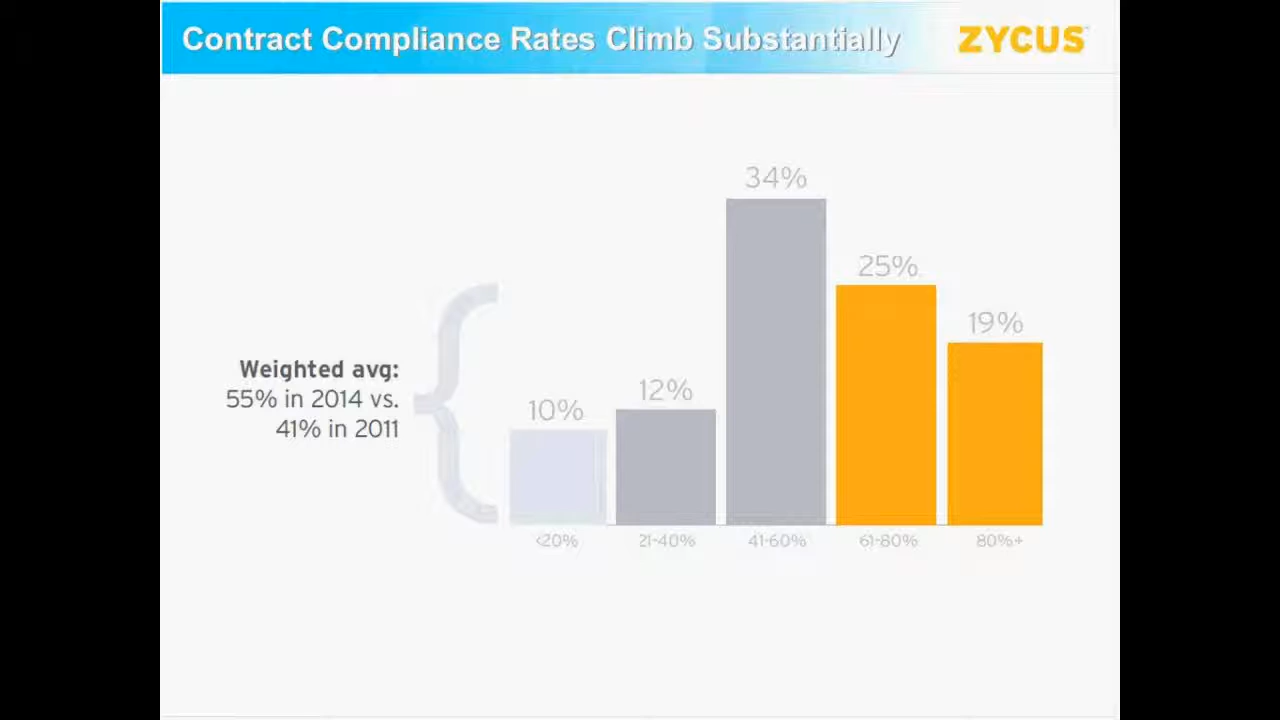 Contract Compliance Rates Climb Substantially
ZYCUS
34%
25%
19%
12%
10%
Weighted avg:
55% in 2014 vs.
41% in 2011
<20%
21-40%
41-60%
61-80%
80%+